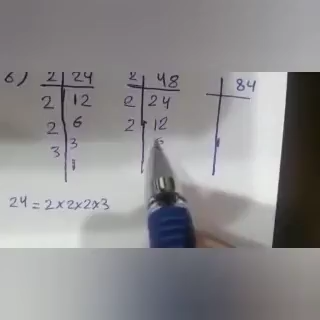 6) 2 | 24 2 | 48 84
2 | 12 2 | 24
2 | 6 2 | 12
3 | 3
1
24 = 2×2×2×3